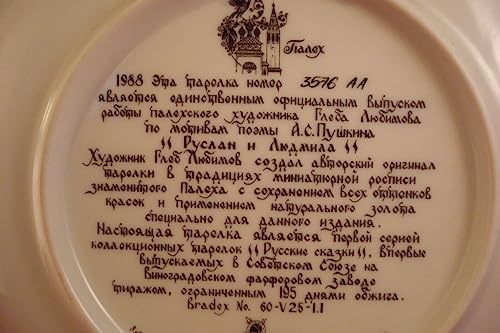 Палех
1988 Эта тарелка номер 3576 АА
является единственным официальным выпуском
работы палехского художника Глеба Любимова
по мотивам поэмы А.С.Пушкина
" Руслан и Людмила "
Художник Глеб Любимов создал авторский оригинал
тарелки в традициях миниатюрной росписи
знаменитого Палеха с сохранением всех оттенков
красок и применением натурального золота
специально для данного издания.
Настоящая тарелка является первой серией
коллекционных тарелок " Русские сказки ", впервые
выпускаемых в Советском Союзе на
Виноградовском фарфоровом заводе
тиражом, ограниченным 195 днями обжига.
Bradex No. 60-V25-1.1